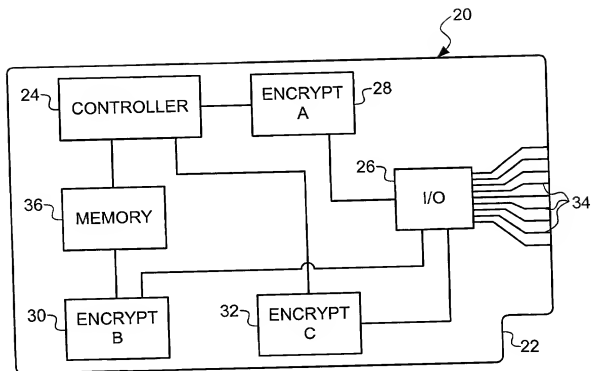 20
24
CONTROLLER
ENCRYPT
A
28
26
I/O
34
36
MEMORY
30
ENCRYPT
B
32
ENCRYPT
C
22